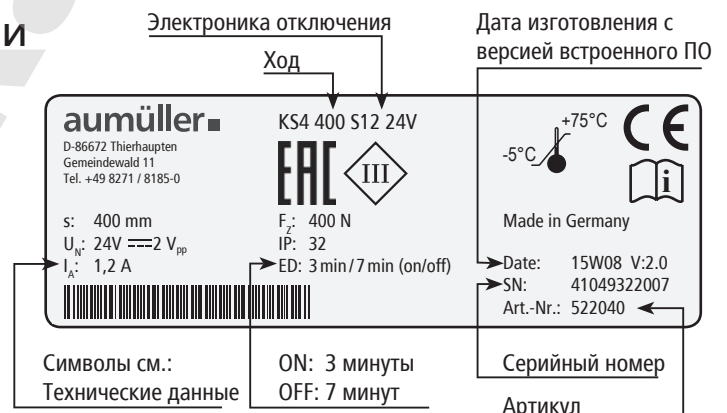 и
Электроника отключения
Ход
Дата изготовления с
версией встроенного ПО
aumüller
D-86672 Thierhaupten
Gemeindewald 11
Tel. +49 8271 / 8185-0
s: 400 mm
U_N: 24V ⎓ 2 V_pp
I_A: 1,2 A
KS4 400 S12 24V
EAC
III
F_Z: 400 N
IP: 32
ED: 3 min / 7 min (on/off)
-5°C
+75°C
CE
i
Made in Germany
Date: 15W08 V:2.0
SN: 41049322007
Art.-Nr.: 522040
Символы см.:
Технические данные
ON: 3 минуты
OFF: 7 минут
Серийный номер
Артикул